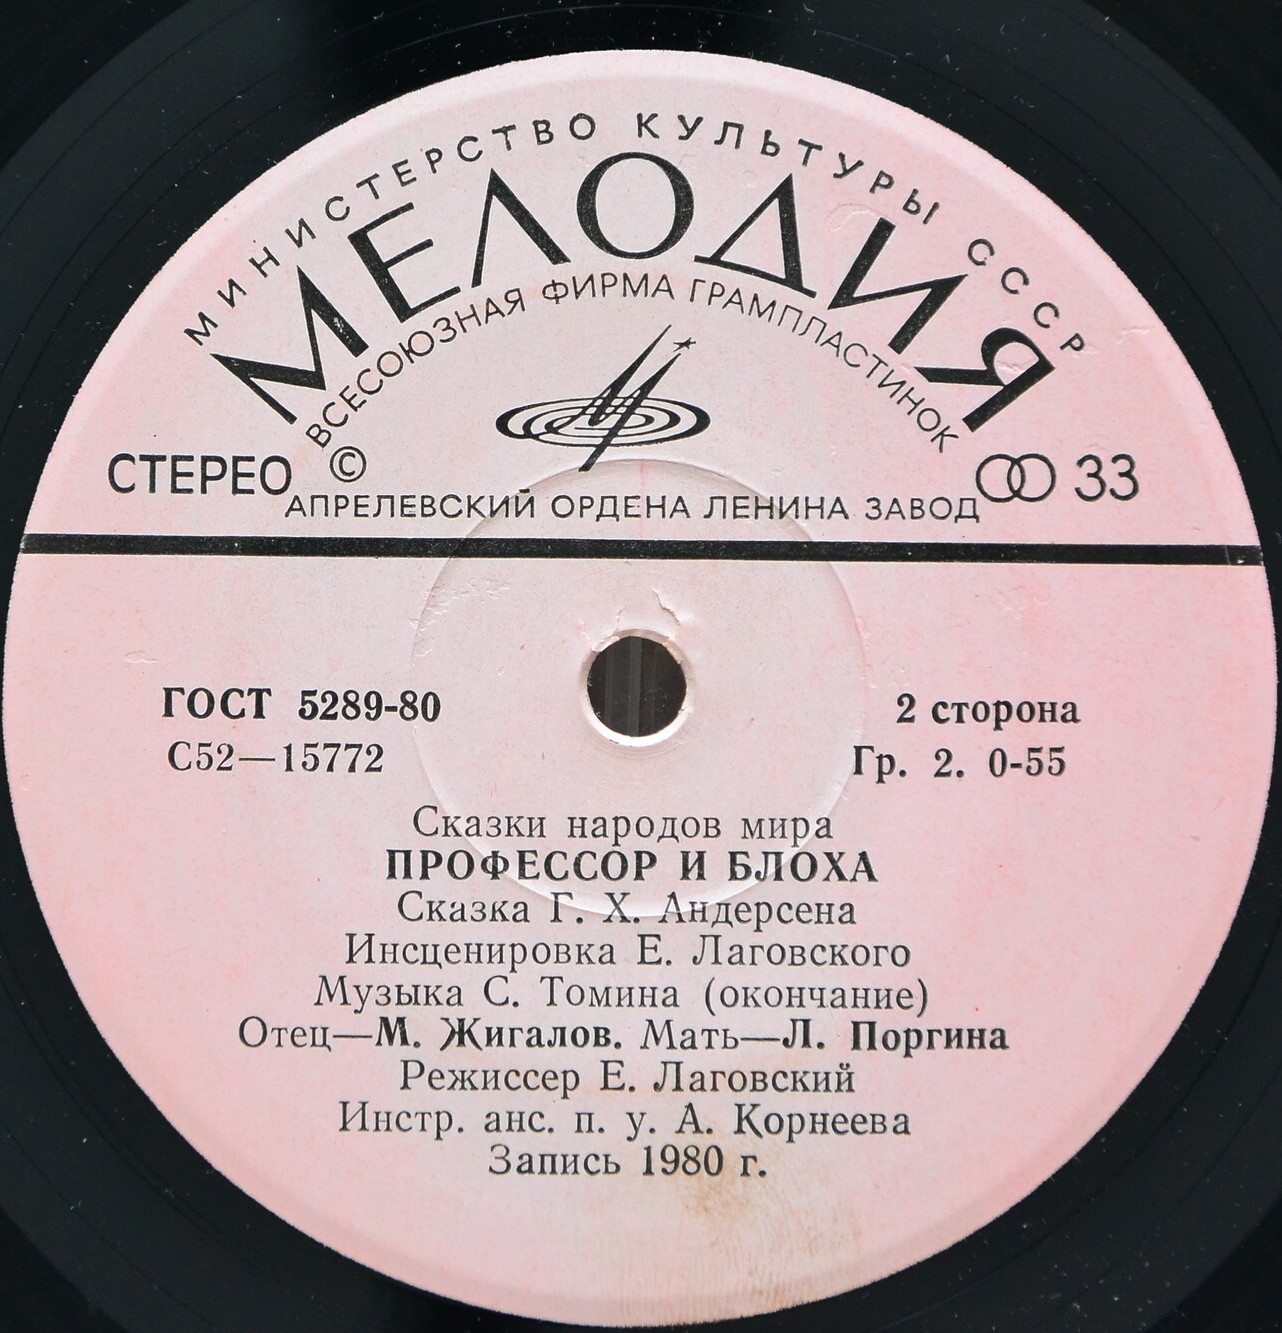 МИНИСТЕРСТВО КУЛЬТУРЫ СССР
МЕЛОДИЯ
ВСЕСОЮЗНАЯ ФИРМА ГРАМПЛАСТИНОК
СТЕРЕО © 33
АПРЕЛЕВСКИЙ ОРДЕНА ЛЕНИНА ЗАВОД
ГОСТ 5289-80 2 сторона
С52—15772 Гр. 2. 0-55
Сказки народов мира
ПРОФЕССОР И БЛОХА
Сказка Г. Х. Андерсена
Инсценировка Е. Лаговского
Музыка С. Томина (окончание)
Отец—М. Жигалов. Мать—Л. Поргина
Режиссер Е. Лаговский
Инстр. анс. п. у. А. Корнеева
Запись 1980 г.